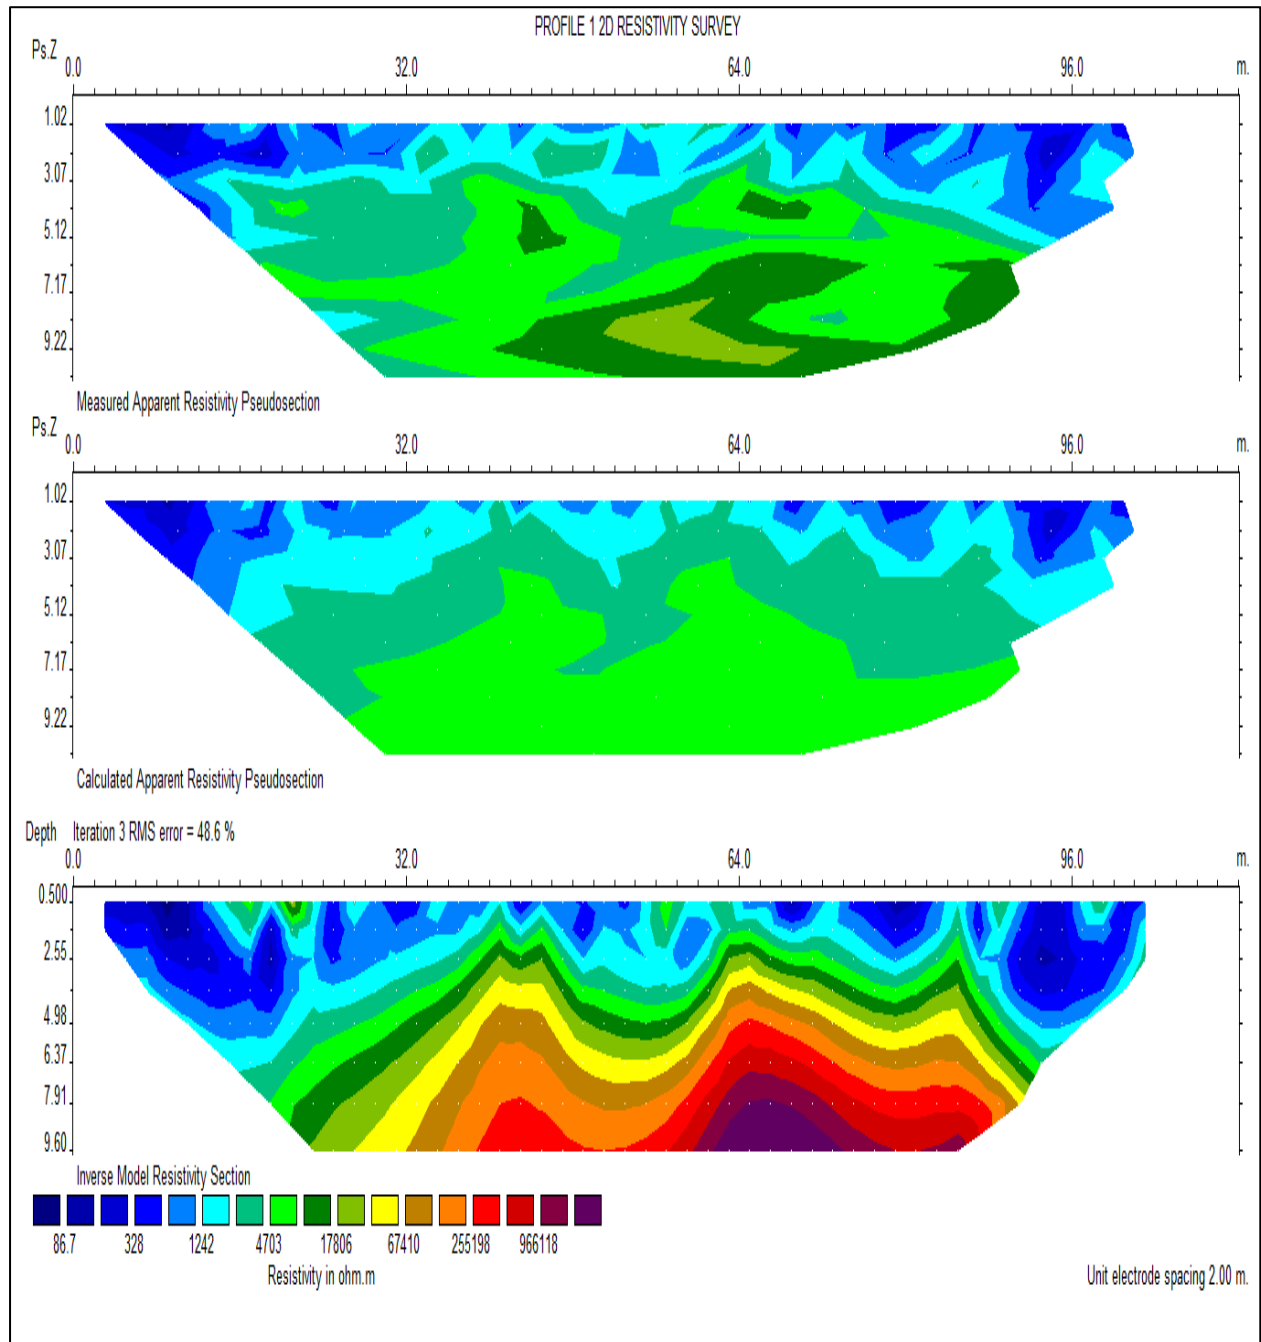 PROFILE 1 2D RESISTIVITY SURVEY
Ps.Z
0.0 32.0 64.0 96.0 m.
1.02
3.07
5.12
7.17
9.22
Measured Apparent Resistivity Pseudosection
Ps.Z
0.0 32.0 64.0 96.0 m.
1.02
3.07
5.12
7.17
9.22
Calculated Apparent Resistivity Pseudosection
Depth Iteration 3 RMS error = 48.6 %
0.0 32.0 64.0 96.0 m.
0.500
2.55
4.98
6.37
7.91
9.60
Inverse Model Resistivity Section
86.7 328 1242 4703 17806 67410 255198 966118
Resistivity in ohm.m Unit electrode spacing 2.00 m.